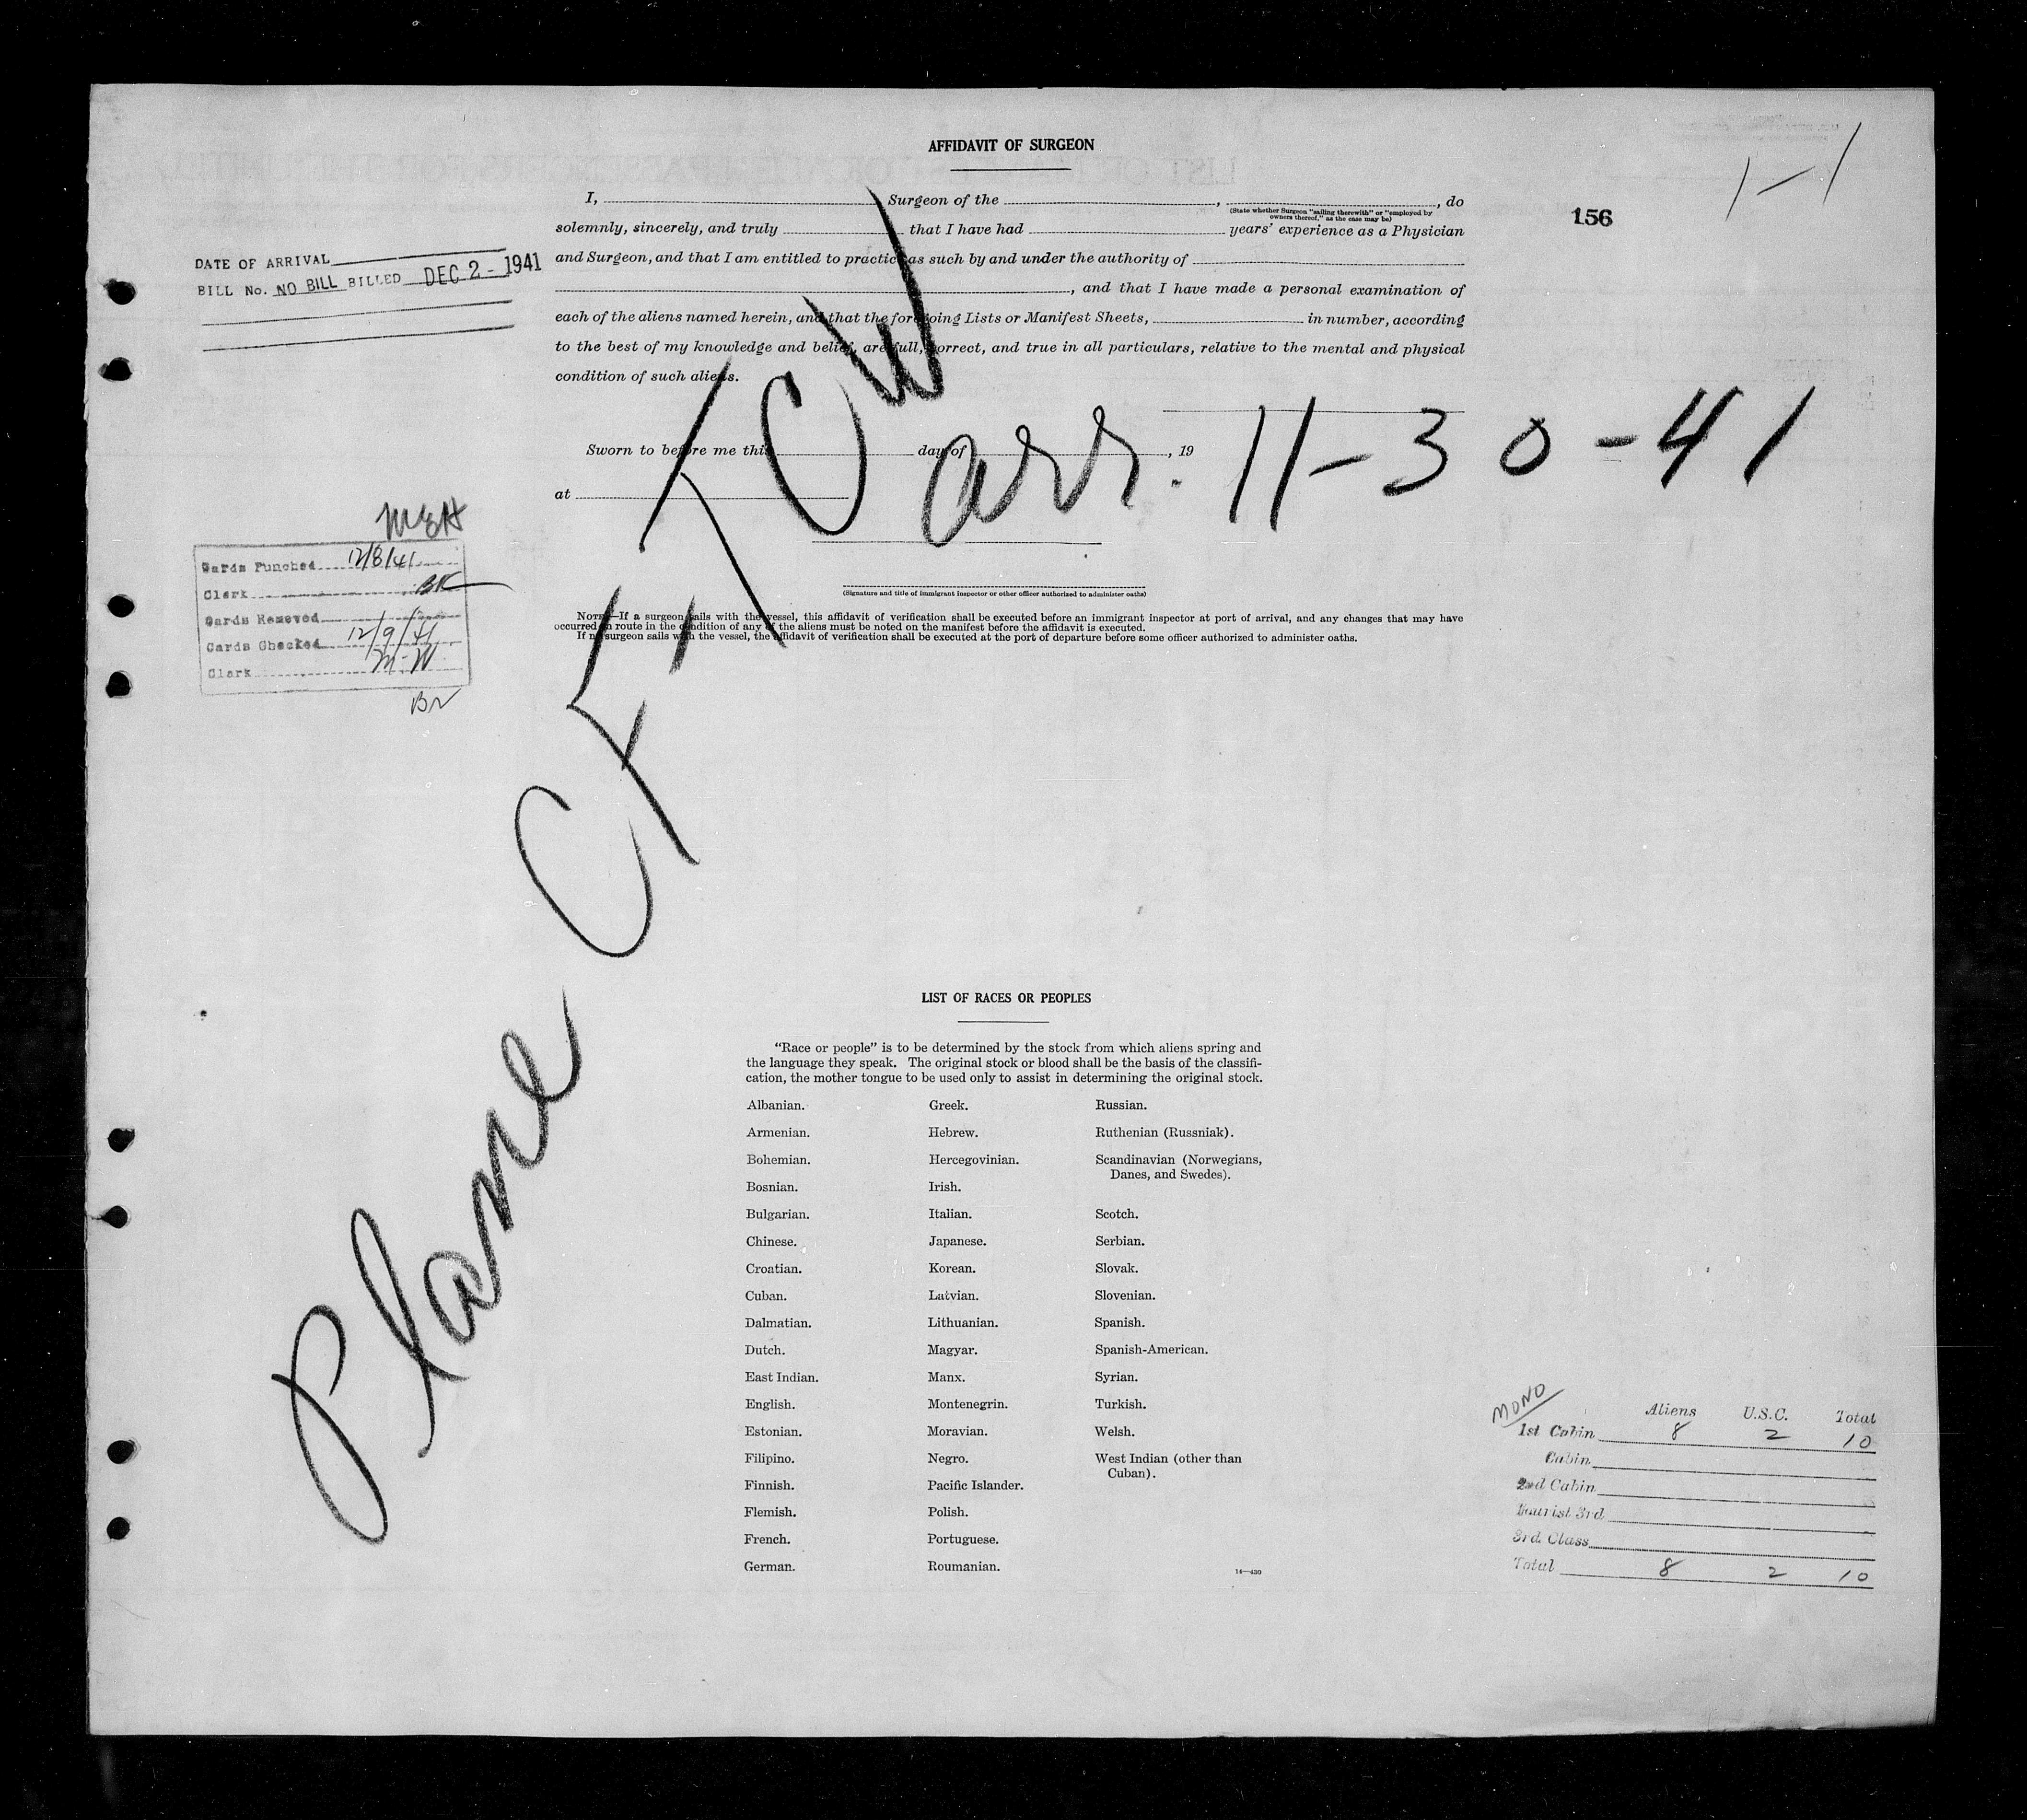 AFFIDAVIT OF SURGEON
1-1
156
I, Surgeon of the , , do
(State whether Surgeon "sailing therewith" or "employed by
owners thereof," as the case may be)
solemnly, sincerely, and truly that I have had years' experience as a Physician
and Surgeon, and that I am entitled to practice as such by and under the authority of
, and that I have made a personal examination of
each of the aliens named herein, and that the foregoing Lists or Manifest Sheets, in number, according
to the best of my knowledge and belief, are full, correct, and true in all particulars, relative to the mental and physical
condition of such aliens.
DATE OF ARRIVAL
BILL No. NO BILL BILLED DEC 2 - 1941
Sworn to before me this day of , 19
at
arr. 11-30-41
Plane CF-TCW
(Signature and title of immigrant inspector or other officer authorized to administer oaths)
NOTE.—If a surgeon sails with the vessel, this affidavit of verification shall be executed before an immigrant inspector at port of arrival, and any changes that may have
occurred en route in the condition of any of the aliens must be noted on the manifest before the affidavit is executed.
If no surgeon sails with the vessel, the affidavit of verification shall be executed at the port of departure before some officer authorized to administer oaths.
MEH
Cards Punched 12/8/41
Clerk BK
Cards Removed
Cards Checked 12/9/41
Clerk M.W.
LIST OF RACES OR PEOPLES
"Race or people" is to be determined by the stock from which aliens spring and
the language they speak. The original stock or blood shall be the basis of the classifi-
cation, the mother tongue to be used only to assist in determining the original stock.
Albanian.
Armenian.
Bohemian.
Bosnian.
Bulgarian.
Chinese.
Croatian.
Cuban.
Dalmatian.
Dutch.
East Indian.
English.
Estonian.
Filipino.
Finnish.
Flemish.
French.
German.
Greek.
Hebrew.
Hercegovinian.
Irish.
Italian.
Japanese.
Korean.
Latvian.
Lithuanian.
Magyar.
Manx.
Montenegrin.
Moravian.
Negro.
Pacific Islander.
Polish.
Portuguese.
Roumanian.
Russian.
Ruthenian (Russniak).
Scandinavian (Norwegians,
Danes, and Swedes).
Scotch.
Serbian.
Slovak.
Slovenian.
Spanish.
Spanish-American.
Syrian.
Turkish.
Welsh.
West Indian (other than
Cuban).
14—430
MONO
Aliens U.S.C. Total
1st Cabin 8 2 10
Cabin
2nd Cabin
Tourist 3rd
3rd Class
Total 8 2 10